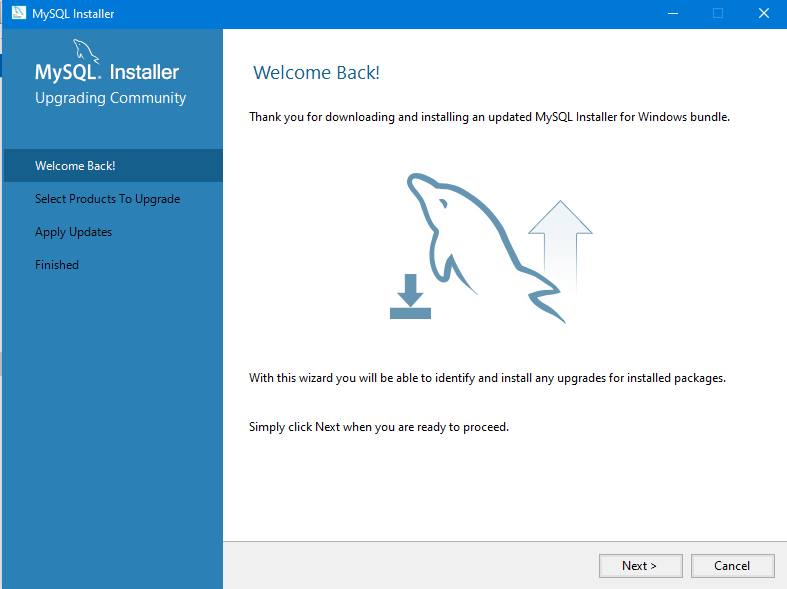 MySQL Installer
MySQL. Installer
Upgrading Community
Welcome Back!
Select Products To Upgrade
Apply Updates
Finished
Welcome Back!
Thank you for downloading and installing an updated MySQL Installer for Windows bundle.
With this wizard you will be able to identify and install any upgrades for installed packages.
Simply click Next when you are ready to proceed.
Next >
Cancel